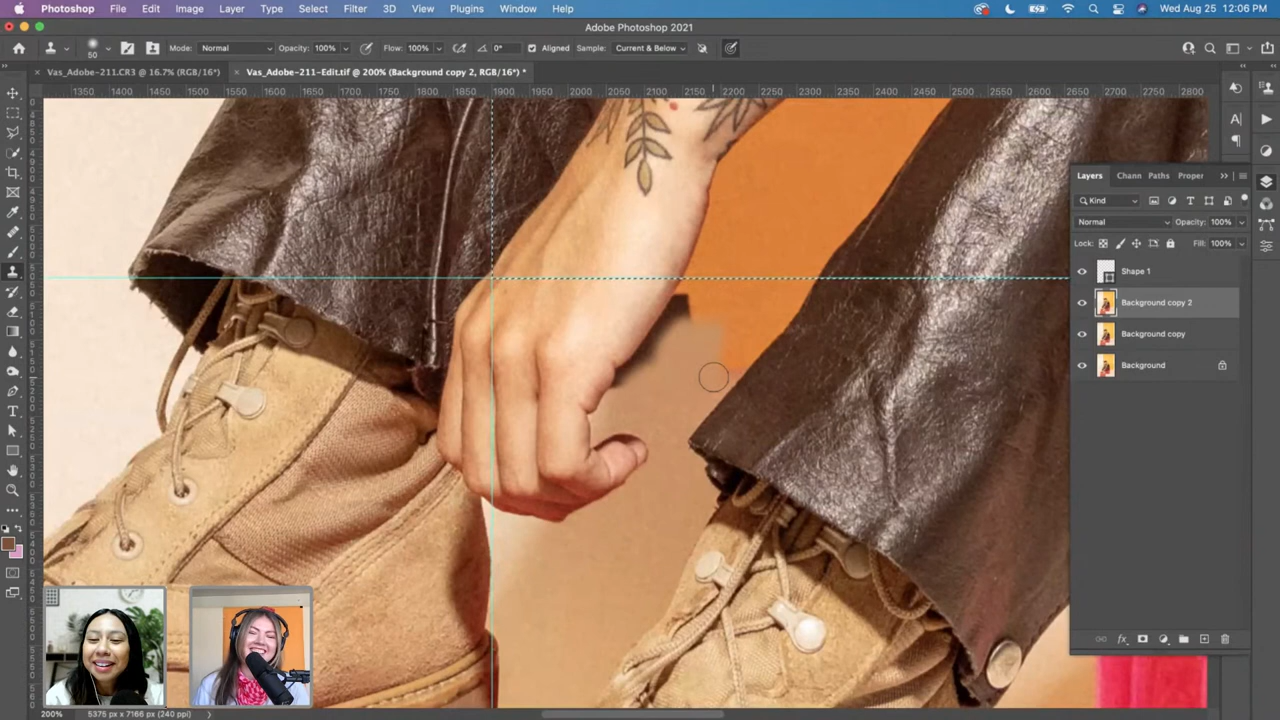 Photoshop File Edit Image Layer Type Select Filter 3D View Plugins Window Help Wed Aug 25 12:06 PM
Adobe Photoshop 2021
50 Mode: Normal Opacity: 100% Flow: 100% 0° Aligned Sample: Current & Below
Vas_Adobe-211.CR3 @ 16.7% (RGB/16*) Vas_Adobe-211-Edit.tif @ 200% (Background copy 2, RGB/16*) *
1350 1400 1450 1500 1550 1600 1650 1700 1750 1800 1850 1900 1950 2000 2050 2100 2150 2200 2250 2300 2350 2400 2450 2500 2550 2600 2650 2700 2750 2800
Layers Chann Paths Proper
Kind
Normal Opacity: 100%
Lock: Fill: 100%
Shape 1
Background copy 2
Background copy
Background
200% 5375 px x 7166 px (240 ppi)